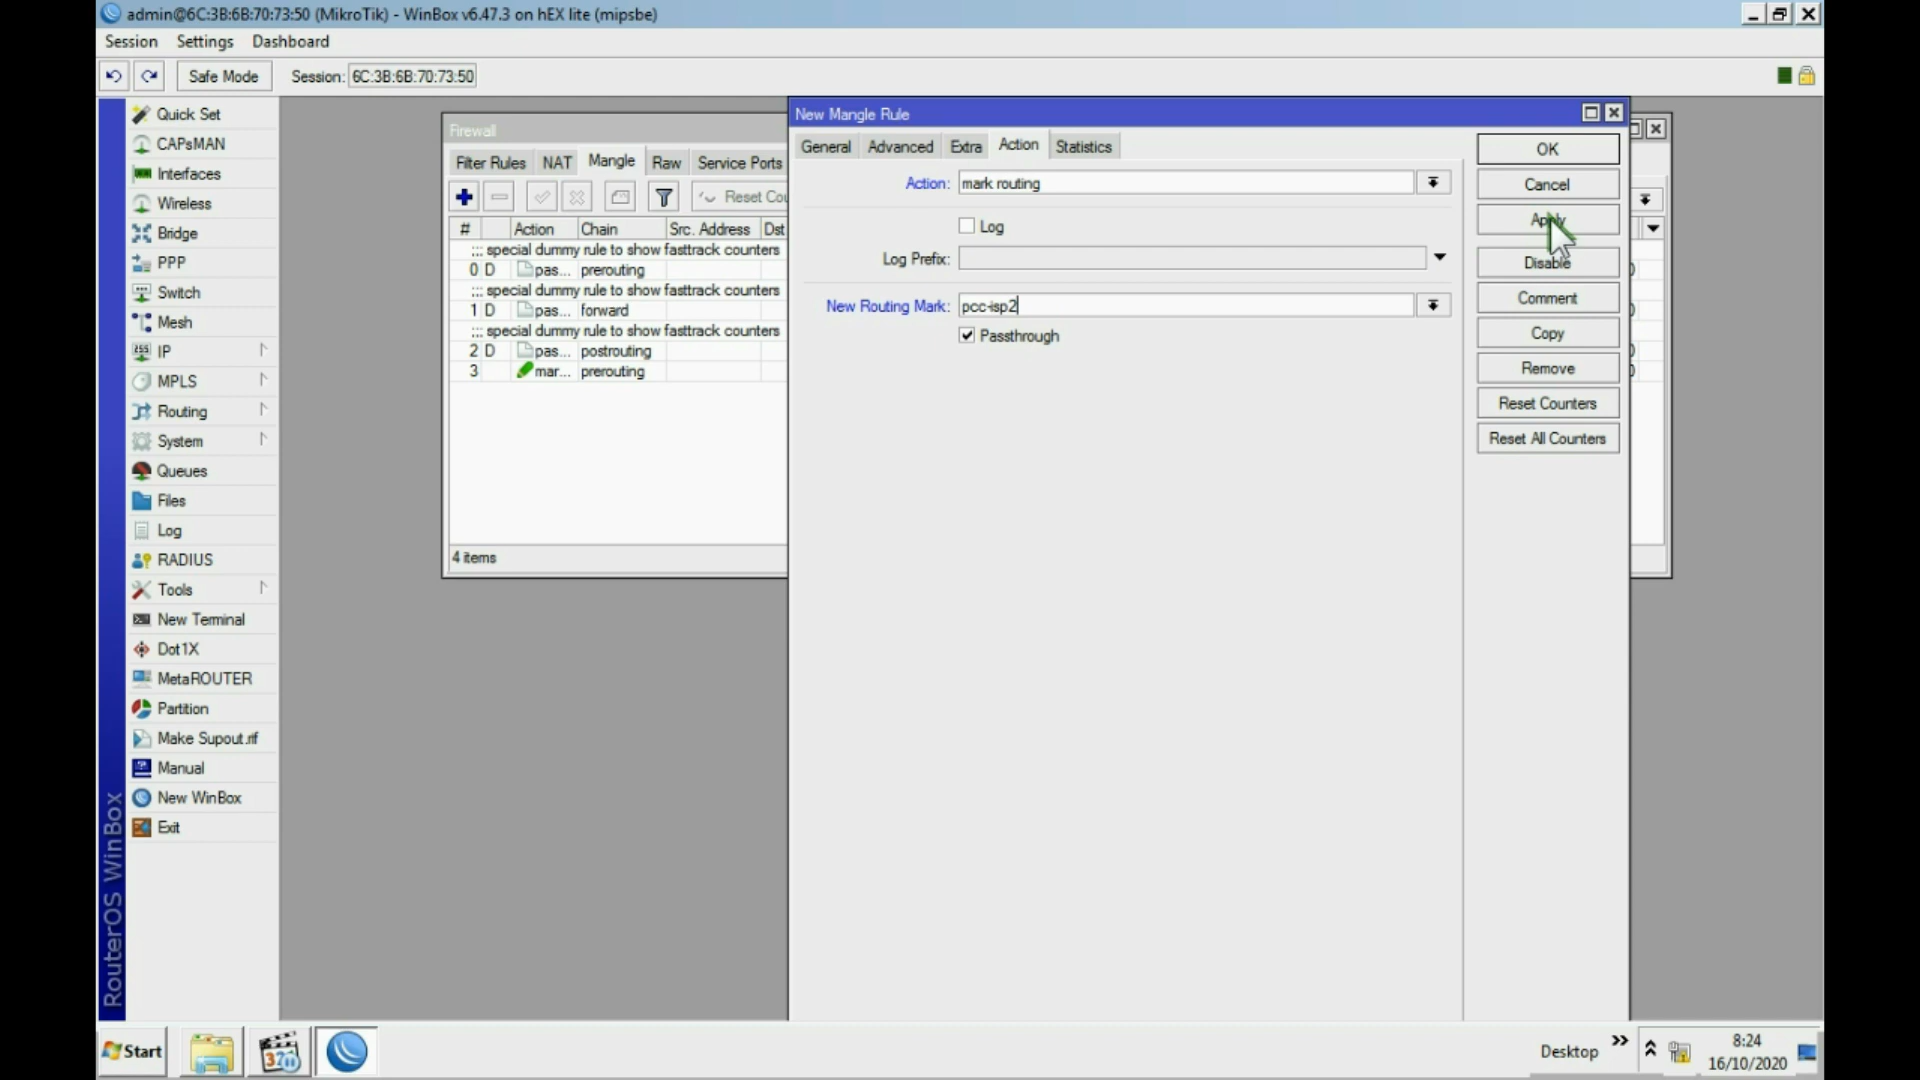 admin@6C:3B:6B:70:73:50 (MikroTik) - WinBox v6.47.3 on hEX lite (mipsbe)
Session Settings Dashboard
Safe Mode Session: 6C:3B:6B:70:73:50
Quick Set
CAPsMAN
Interfaces
Wireless
Bridge
PPP
Switch
Mesh
IP
MPLS
Routing
System
Queues
Files
Log
RADIUS
Tools
New Terminal
Dot1X
MetaROUTER
Partition
Make Supout.rif
Manual
New WinBox
Exit
RouterOS WinBox
Firewall
Filter Rules NAT Mangle Raw Service Ports
Reset Cou
# Action Chain Src. Address Dst
::: special dummy rule to show fasttrack counters
0 D pas... prerouting
::: special dummy rule to show fasttrack counters
1 D pas... forward
::: special dummy rule to show fasttrack counters
2 D pas... postrouting
3 mar... prerouting
4 items
New Mangle Rule
General Advanced Extra Action Statistics
Action: mark routing
Log
Log Prefix:
New Routing Mark: pcc-isp2
Passthrough
OK
Cancel
Apply
Disable
Comment
Copy
Remove
Reset Counters
Reset All Counters
Start
Desktop
8:24
16/10/2020